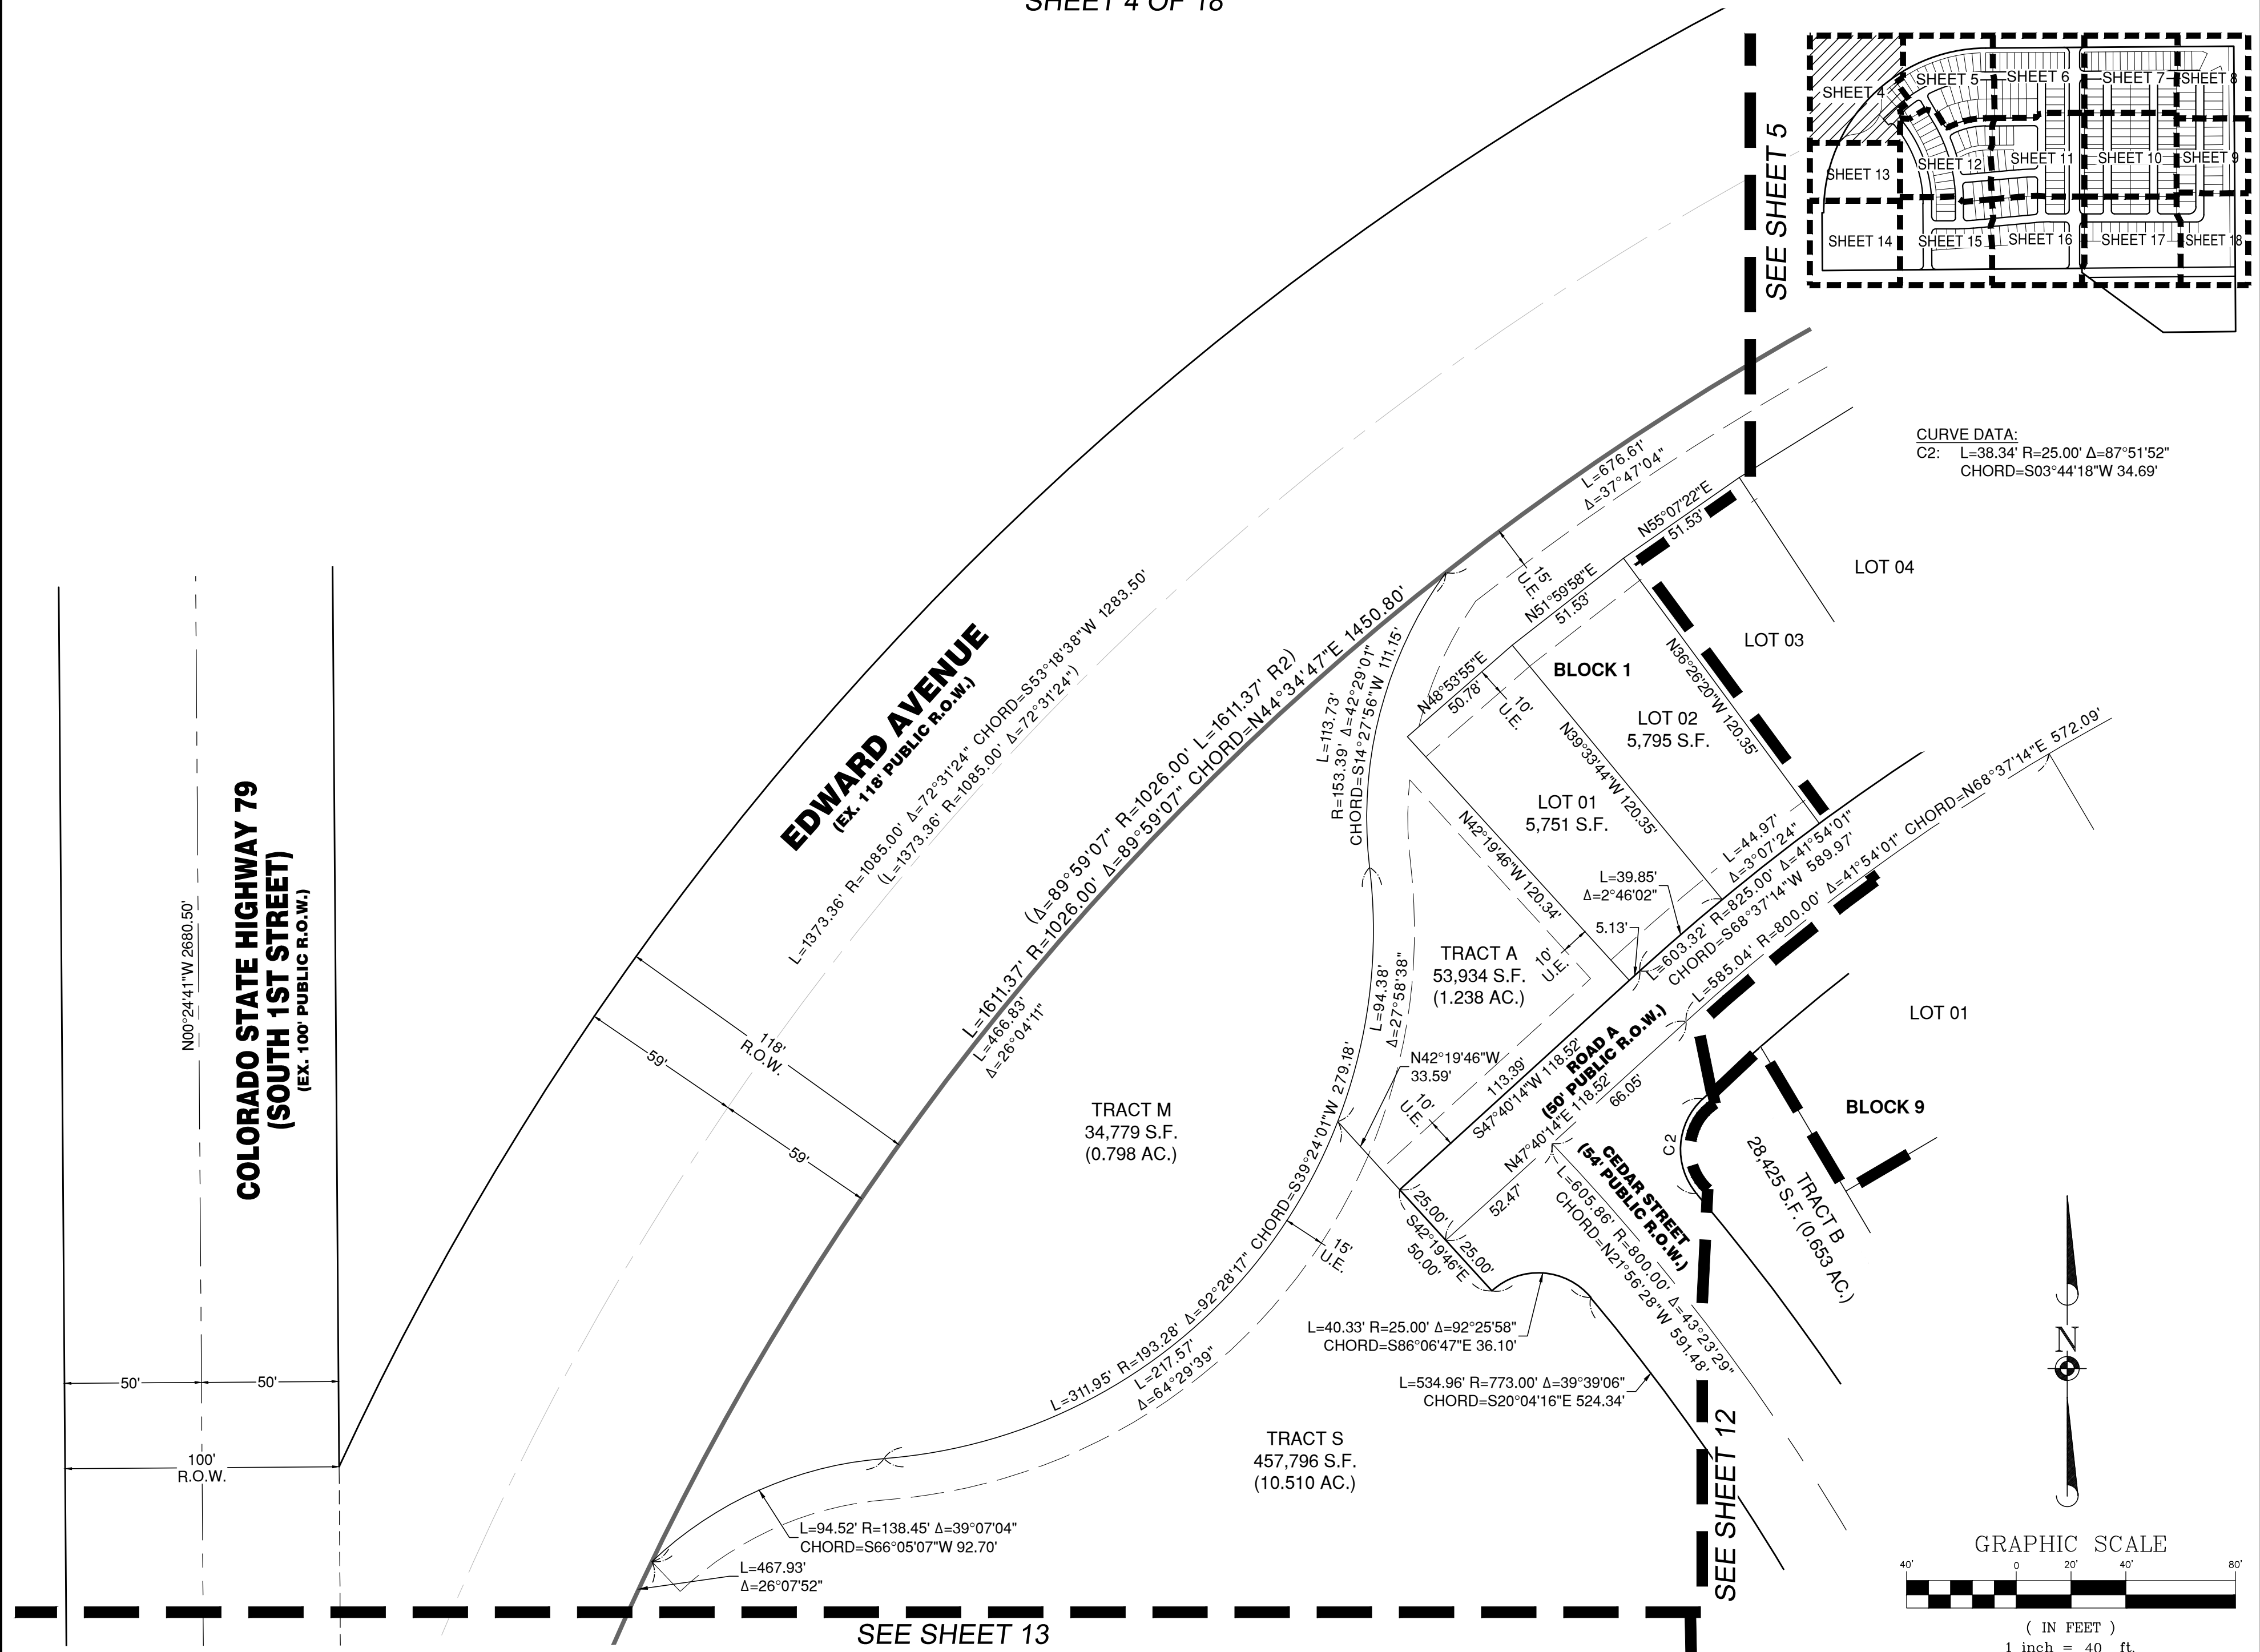 SHEET 4 OF 18
SEE SHEET 5
SHEET 4
SHEET 5
SHEET 6
SHEET 7
SHEET 8
SHEET 13
SHEET 12
SHEET 11
SHEET 10
SHEET 9
SHEET 14
SHEET 15
SHEET 16
SHEET 17
SHEET 18
CURVE DATA:
C2: L=38.34' R=25.00' Δ=87°51'52"
CHORD=S03°44'18"W 34.69'
L=676.61'
Δ=37°47'04"
N55°07'22"E
51.53'
15'
U.E.
N51°59'58"E
51.53'
N48°53'55"E
50.78'
10'
U.E.
LOT 04
LOT 03
BLOCK 1
N36°26'20"W 120.35'
LOT 02
5,795 S.F.
N39°33'44"W 120.35'
LOT 01
5,751 S.F.
N42°19'46"W 120.34'
L=44.97'
Δ=3°07'24"
L=39.85'
Δ=2°46'02"
5.13'
L=603.32' R=825.00' Δ=41°54'01"
CHORD=S68°37'14"W 589.97'
L=585.04' R=800.00' Δ=41°54'01" CHORD=N68°37'14"E 572.09'
COLORADO STATE HIGHWAY 79
(SOUTH 1ST STREET)
(EX. 100' PUBLIC R.O.W.)
N00°24'41"W 2680.50'
50'
50'
100'
R.O.W.
EDWARD AVENUE
(EX. 118' PUBLIC R.O.W.)
L=1373.36' R=1085.00' Δ=72°31'24" CHORD=S53°18'38"W 1283.50'
(L=1373.36' R=1085.00' Δ=72°31'24")
(Δ=89°59'07" R=1026.00' L=1611.37' R2)
L=1611.37' R=1026.00' Δ=89°59'07" CHORD=N44°34'47"E 1450.80'
L=466.83'
Δ=26°04'11"
118'
R.O.W.
59'
59'
L=113.73'
R=153.39' Δ=42°29'01"
CHORD=S14°27'56"W 111.15'
L=94.38'
Δ=27°58'38"
TRACT A
53,934 S.F.
(1.238 AC.)
10'
U.E.
N42°19'46"W
33.59'
10'
U.E.
113.39'
S47°40'14"W 118.52'
ROAD A
(50' PUBLIC R.O.W.)
N47°40'14"E 118.52'
66.05'
52.47'
TRACT M
34,779 S.F.
(0.798 AC.)
25.00'
25.00'
S42°19'46"E
50.00'
CEDAR STREET
(54' PUBLIC R.O.W.)
L=605.86' R=800.00' Δ=43°23'29"
CHORD=N21°56'28"W 591.48'
C2
LOT 01
BLOCK 9
TRACT B
28,425 S.F. (0.653 AC.)
L=311.95' R=193.28' Δ=92°28'17" CHORD=S39°24'01"W 279.18'
L=217.57'
Δ=64°29'39"
15'
U.E.
L=40.33' R=25.00' Δ=92°25'58"
CHORD=S86°06'47"E 36.10'
L=534.96' R=773.00' Δ=39°39'06"
CHORD=S20°04'16"E 524.34'
TRACT S
457,796 S.F.
(10.510 AC.)
L=94.52' R=138.45' Δ=39°07'04"
CHORD=S66°05'07"W 92.70'
L=467.93'
Δ=26°07'52"
SEE SHEET 12
SEE SHEET 13
N
GRAPHIC SCALE
40' 0 20' 40' 80'
( IN FEET )
1 inch = 40 ft.